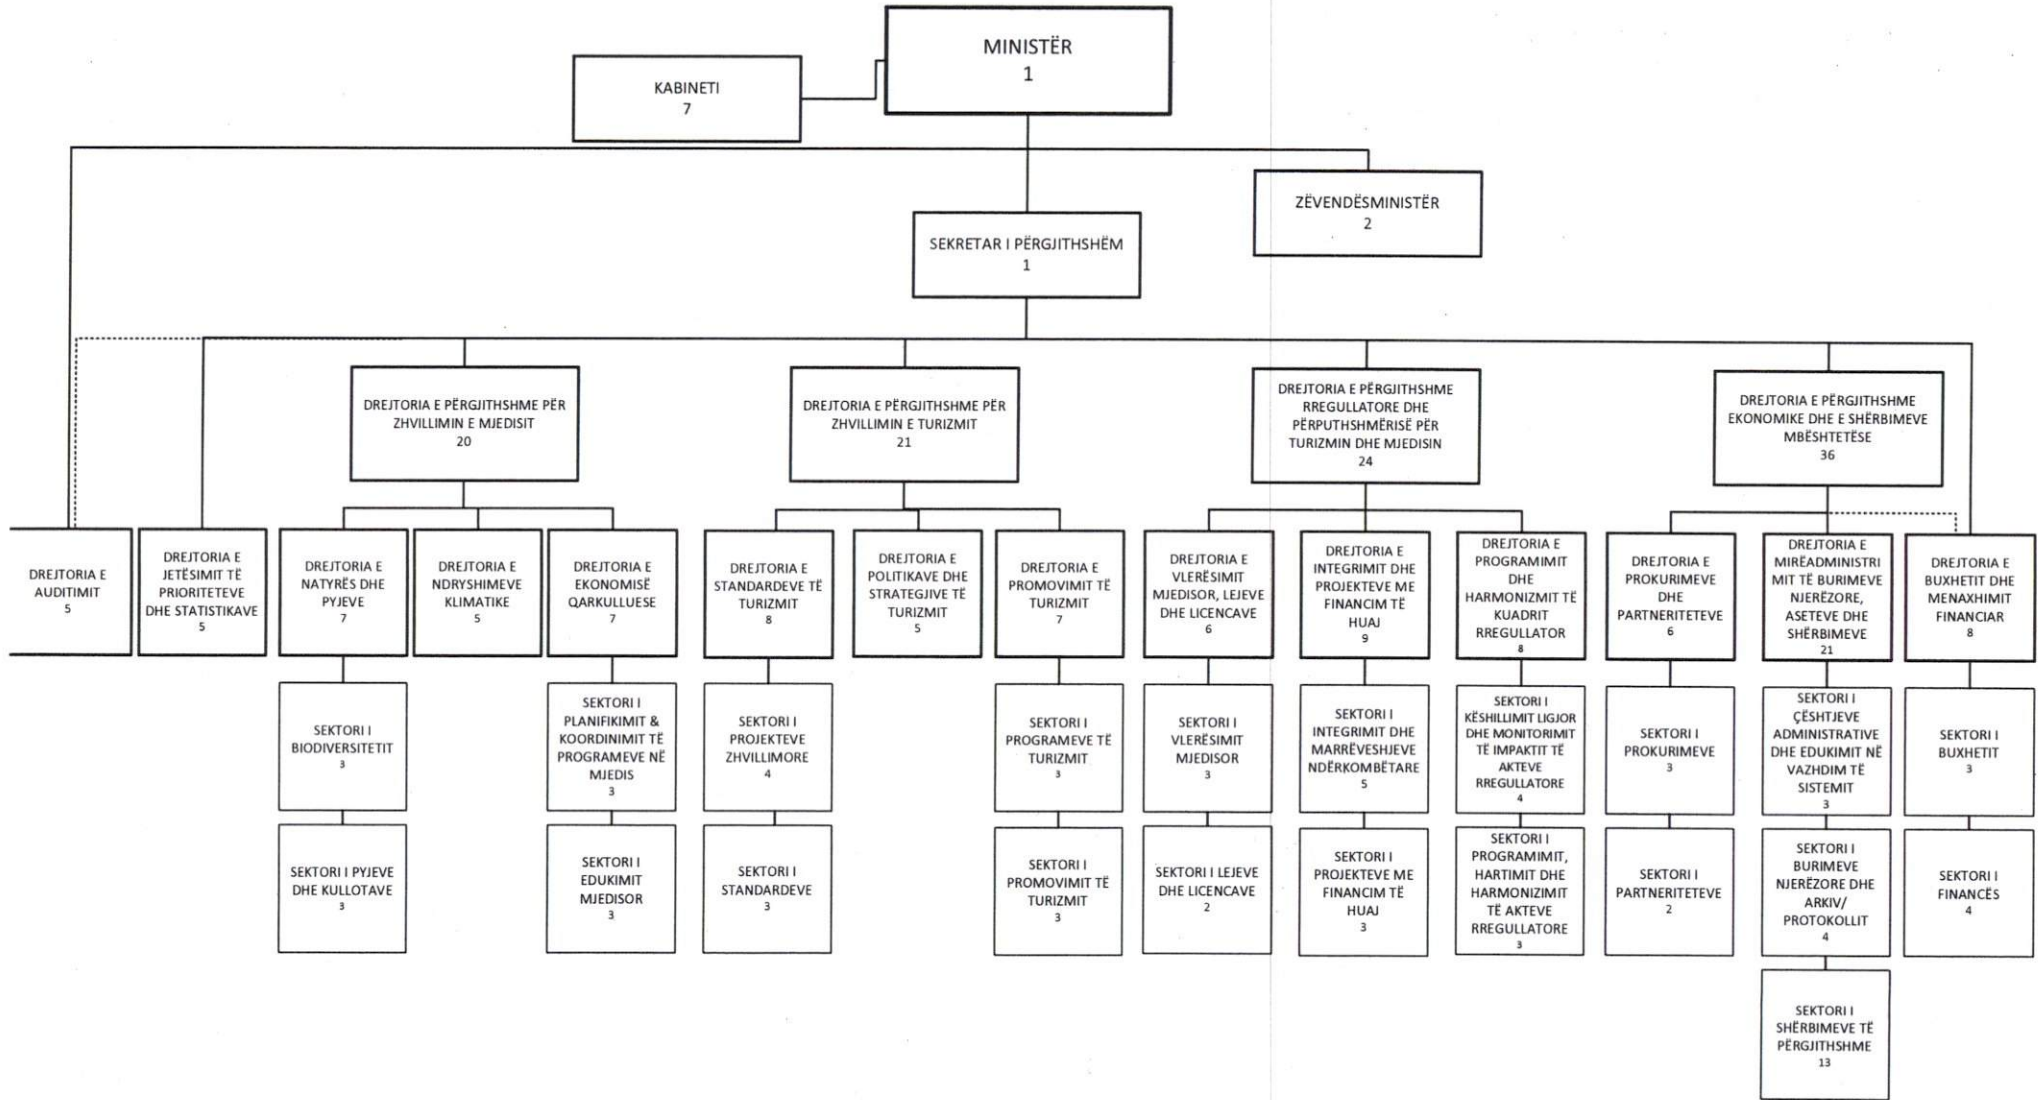 MINISTËR
1
KABINETI
7
ZËVENDËSMINISTËR
2
SEKRETAR I PËRGJITHSHËM
1
DREJTORIA E PËRGJITHSHME PËR
ZHVILLIMIN E MJEDISIT
20
DREJTORIA E PËRGJITHSHME PËR
ZHVILLIMIN E TURIZMIT
21
DREJTORIA E PËRGJITHSHME
RREGULLATORE DHE
PËRPUTHSHMËRISË PËR
TURIZMIN DHE MJEDISIN
24
DREJTORIA E PËRGJITHSHME
EKONOMIKE DHE E SHËRBIMEVE
MBËSHTETËSE
36
DREJTORIA E
AUDITIMIT
5
DREJTORIA E
JETËSIMIT TË
PRIORITETEVE
DHE STATISTIKAVE
5
DREJTORIA E
NATYRËS DHE
PYJEVE
7
DREJTORIA E
NDRYSHIMEVE
KLIMATIKE
5
DREJTORIA E
EKONOMISË
QARKULLUESE
7
DREJTORIA E
STANDARDEVE TË
TURIZMIT
8
DREJTORIA E
POLITIKAVE DHE
STRATEGJIVE TË
TURIZMIT
5
DREJTORIA E
PROMOVIMIT TË
TURIZMIT
7
DREJTORIA E
VLERËSIMIT
MJEDISOR, LEJEVE
DHE LICENCAVE
6
DREJTORIA E
INTEGRIMIT DHE
PROJEKTEVE ME
FINANCIM TË
HUAJ
9
DREJTORIA E
PROGRAMIMIT
DHE
HARMONIZMIT TË
KUADRIT
RREGULLATOR
8
DREJTORIA E
PROKURIMEVE
DHE
PARTNERITETEVE
6
DREJTORIA E
MIRËADMINISTRI
MIT TË BURIMEVE
NJERËZORE,
ASETEVE DHE
SHËRBIMEVE
21
DREJTORIA E
BUXHETIT DHE
MENAXHIMIT
FINANCIAR
8
SEKTORI I
BIODIVERSITETIT
3
SEKTORI I
PLANIFIKIMIT &
KOORDINIMIT TË
PROGRAMEVE NË
MJEDIS
3
SEKTORI I
PROJEKTEVE
ZHVILLIMORE
4
SEKTORI I
PROGRAMEVE TË
TURIZMIT
3
SEKTORI I
VLERËSIMIT
MJEDISOR
3
SEKTORI I
INTEGRIMIT DHE
MARRËVESHJEVE
NDËRKOMBËTARE
5
SEKTORI I
KËSHILLIMIT LIGJOR
DHE MONITORIMIT
TË IMPAKTIT TË
AKTEVE
RREGULLATORE
4
SEKTORI I
PROKURIMEVE
3
SEKTORI I
ÇËSHTJEVE
ADMINISTRATIVE
DHE EDUKIMIT NË
VAZHDIM TË
SISTEMIT
3
SEKTORI I
BUXHETIT
3
SEKTORI I PYJEVE
DHE KULLOTAVE
3
SEKTORI I
EDUKIMIT
MJEDISOR
3
SEKTORI I
STANDARDEVE
3
SEKTORI I
PROMOVIMIT TË
TURIZMIT
3
SEKTORI I LEJEVE
DHE LICENCAVE
2
SEKTORI I
PROJEKTEVE ME
FINANCIM TË
HUAJ
3
SEKTORI I
PROGRAMIMIT,
HARTIMIT DHE
HARMONIZIMIT
TË AKTEVE
RREGULLATORE
3
SEKTORI I
PARTNERITETEVE
2
SEKTORI I
BURIMEVE
NJERËZORE DHE
ARKIV/
PROTOKOLLIT
4
SEKTORI I
FINANCËS
4
SEKTORI I
SHËRBIMEVE TË
PËRGJITHSHME
13